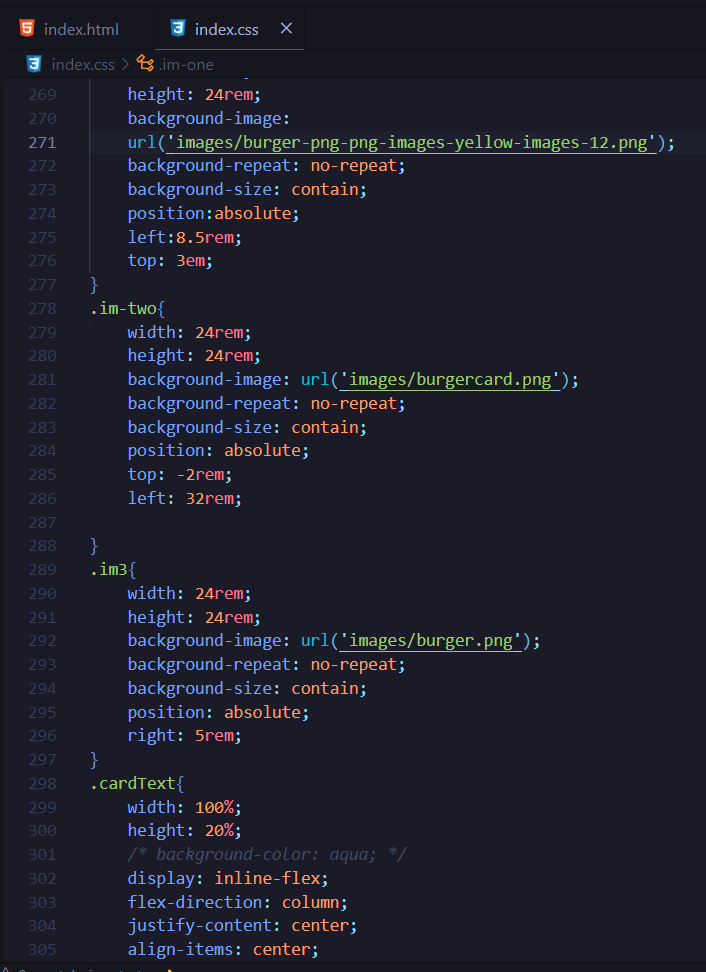 index.html
index.css
index.css > .im-one
269 height: 24rem;
270 background-image:
271 url('images/burger-png-png-images-yellow-images-12.png');
272 background-repeat: no-repeat;
273 background-size: contain;
274 position:absolute;
275 left:8.5rem;
276 top: 3em;
277 }
278 .im-two{
279 width: 24rem;
280 height: 24rem;
281 background-image: url('images/burgercard.png');
282 background-repeat: no-repeat;
283 background-size: contain;
284 position: absolute;
285 top: -2rem;
286 left: 32rem;
287
288 }
289 .im3{
290 width: 24rem;
291 height: 24rem;
292 background-image: url('images/burger.png');
293 background-repeat: no-repeat;
294 background-size: contain;
295 position: absolute;
296 right: 5rem;
297 }
298 .cardText{
299 width: 100%;
300 height: 20%;
301 /* background-color: aqua; */
302 display: inline-flex;
303 flex-direction: column;
304 justify-content: center;
305 align-items: center;